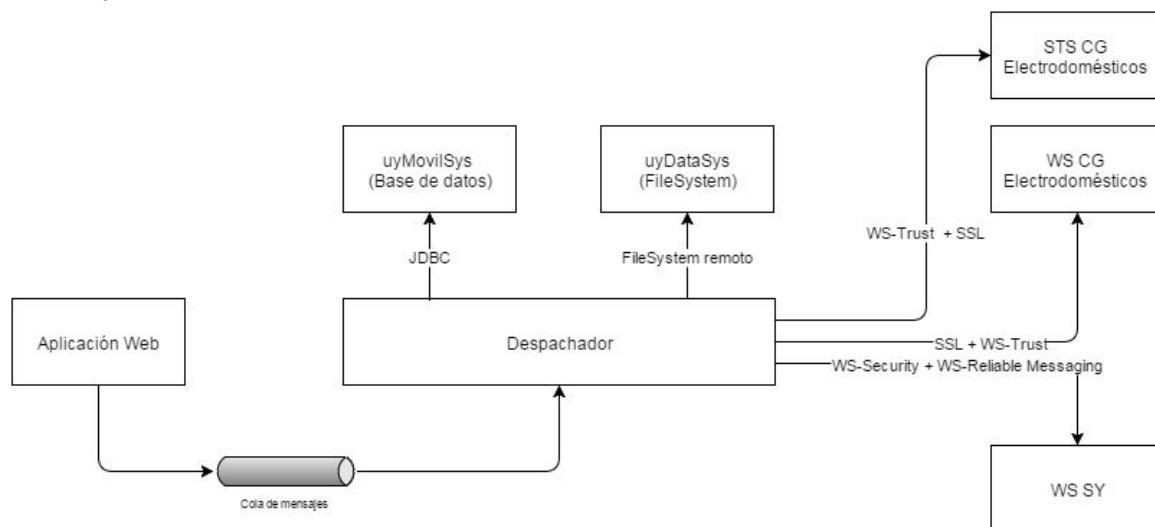 STS CG
Electrodomésticos
uyMovilSys
(Base de datos)
uyDataSys
(FileSystem)
WS CG
Electrodomésticos
WS-Trust + SSL
JDBC
FileSystem remoto
Aplicación Web
Despachador
SSL + WS-Trust
WS-Security + WS-Reliable Messaging
Cola de mensajes
WS SY